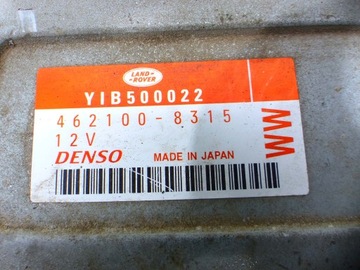 LAND-
ROVER
YIB500022
462100-8315
12V
DENSO MADE IN JAPAN
WW